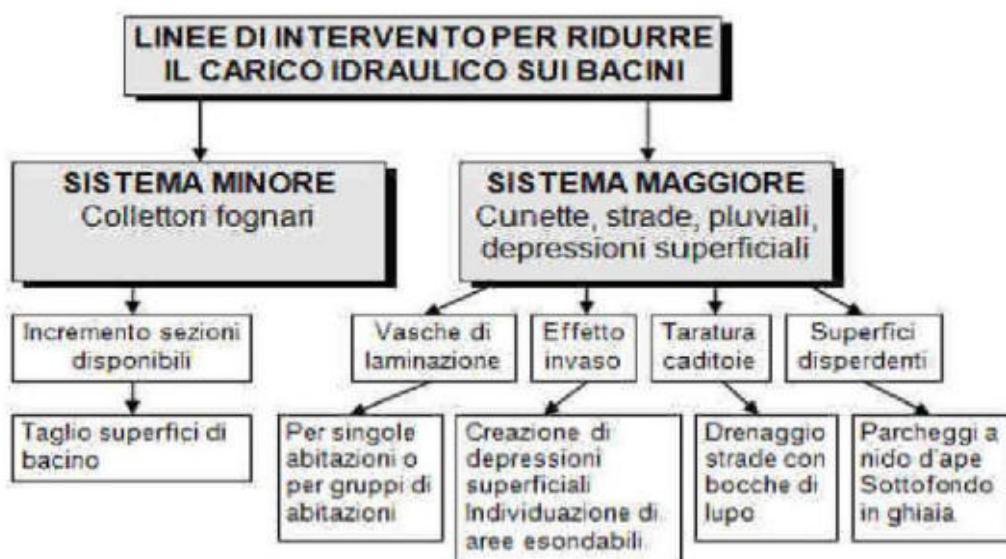 LINEE DI INTERVENTO PER RIDURRE
IL CARICO IDRAULICO SUI BACINI
SISTEMA MINORE
Collettori fognari
SISTEMA MAGGIORE
Cunette, strade, pluviali,
depressioni superficiali
Incremento sezioni
disponibili
Vasche di
laminazione
Effetto
invaso
Taratura
caditoie
Superfici
disperdenti
Taglio superfici di
bacino
Per singole
abitazioni o
per gruppi di
abitazioni
Creazione di
depressioni
superficiali
Individuazione di
aree esondabili.
Drenaggio
strade con
bocche di
lupo
Parcheggi a
nido d'ape
Sottofondo
in ghiaia